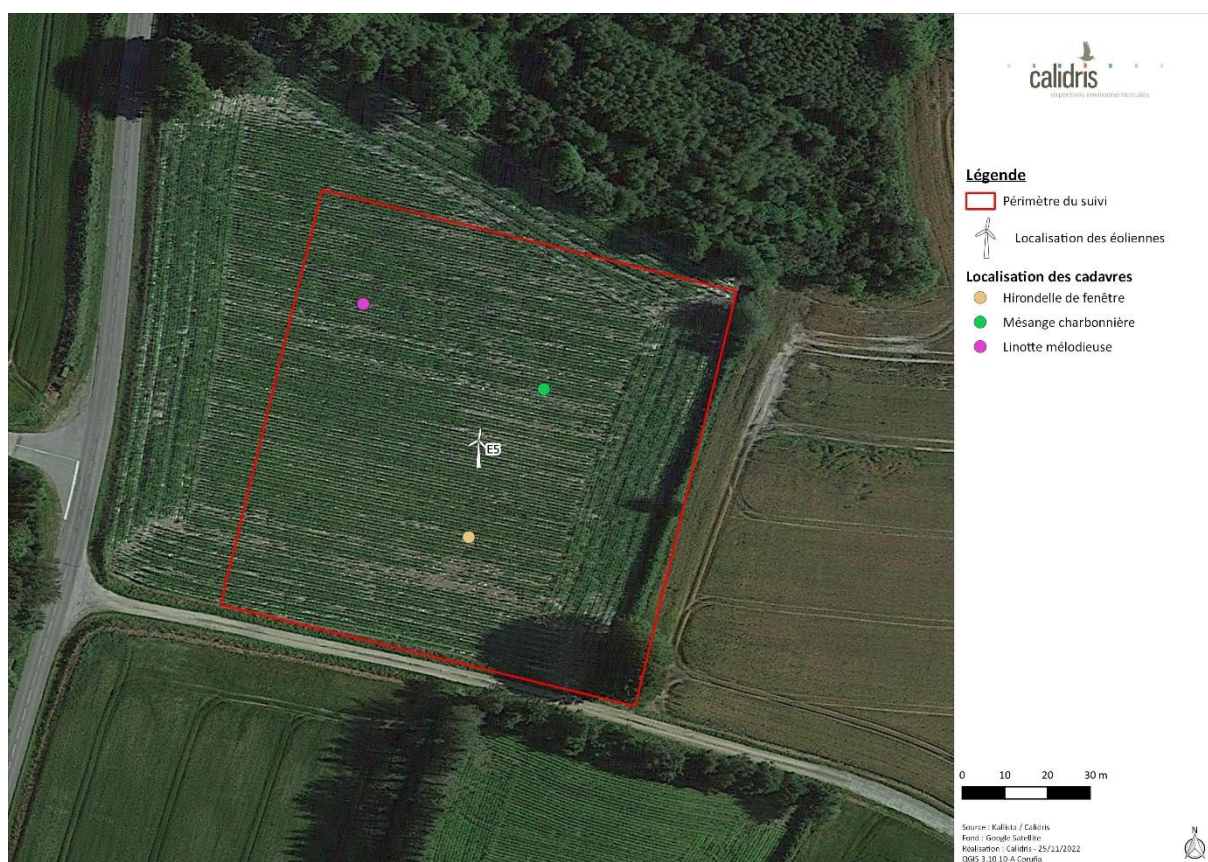 calidris
expertises environnementales
Légende
Périmètre du suivi
Localisation des éoliennes
Localisation des cadavres
Hirondelle de fenêtre
Mésange charbonnière
Linotte mélodieuse
E5
0 10 20 30 m
Source : Kallista / Calidris
Fond : Google Satellite
Réalisation : Calidris - 25/11/2022
QGIS 3.10.10-A Coruña
N